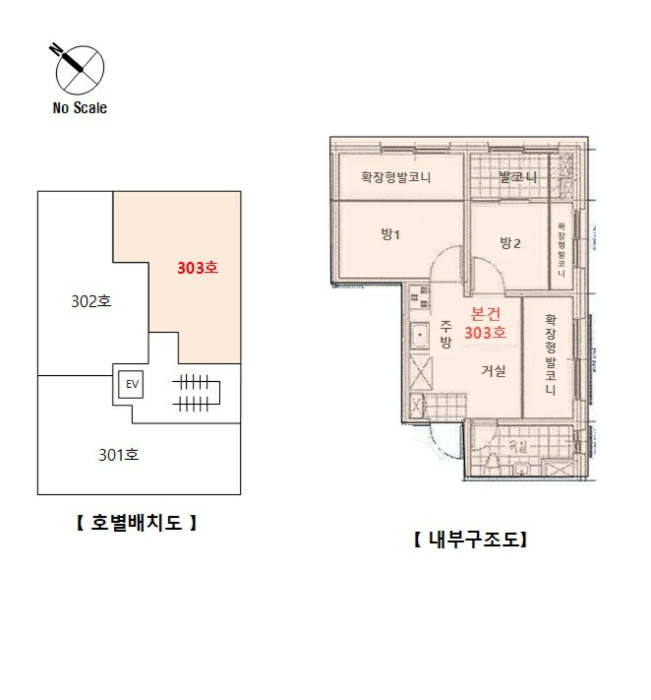 N
No Scale
확장형발코니
발코니
방1
방2
확장형발코니
303호
302호
본건
303호
주방
거실
확장형발코니
EV
301호
욕실
【 호별배치도 】
【 내부구조도】